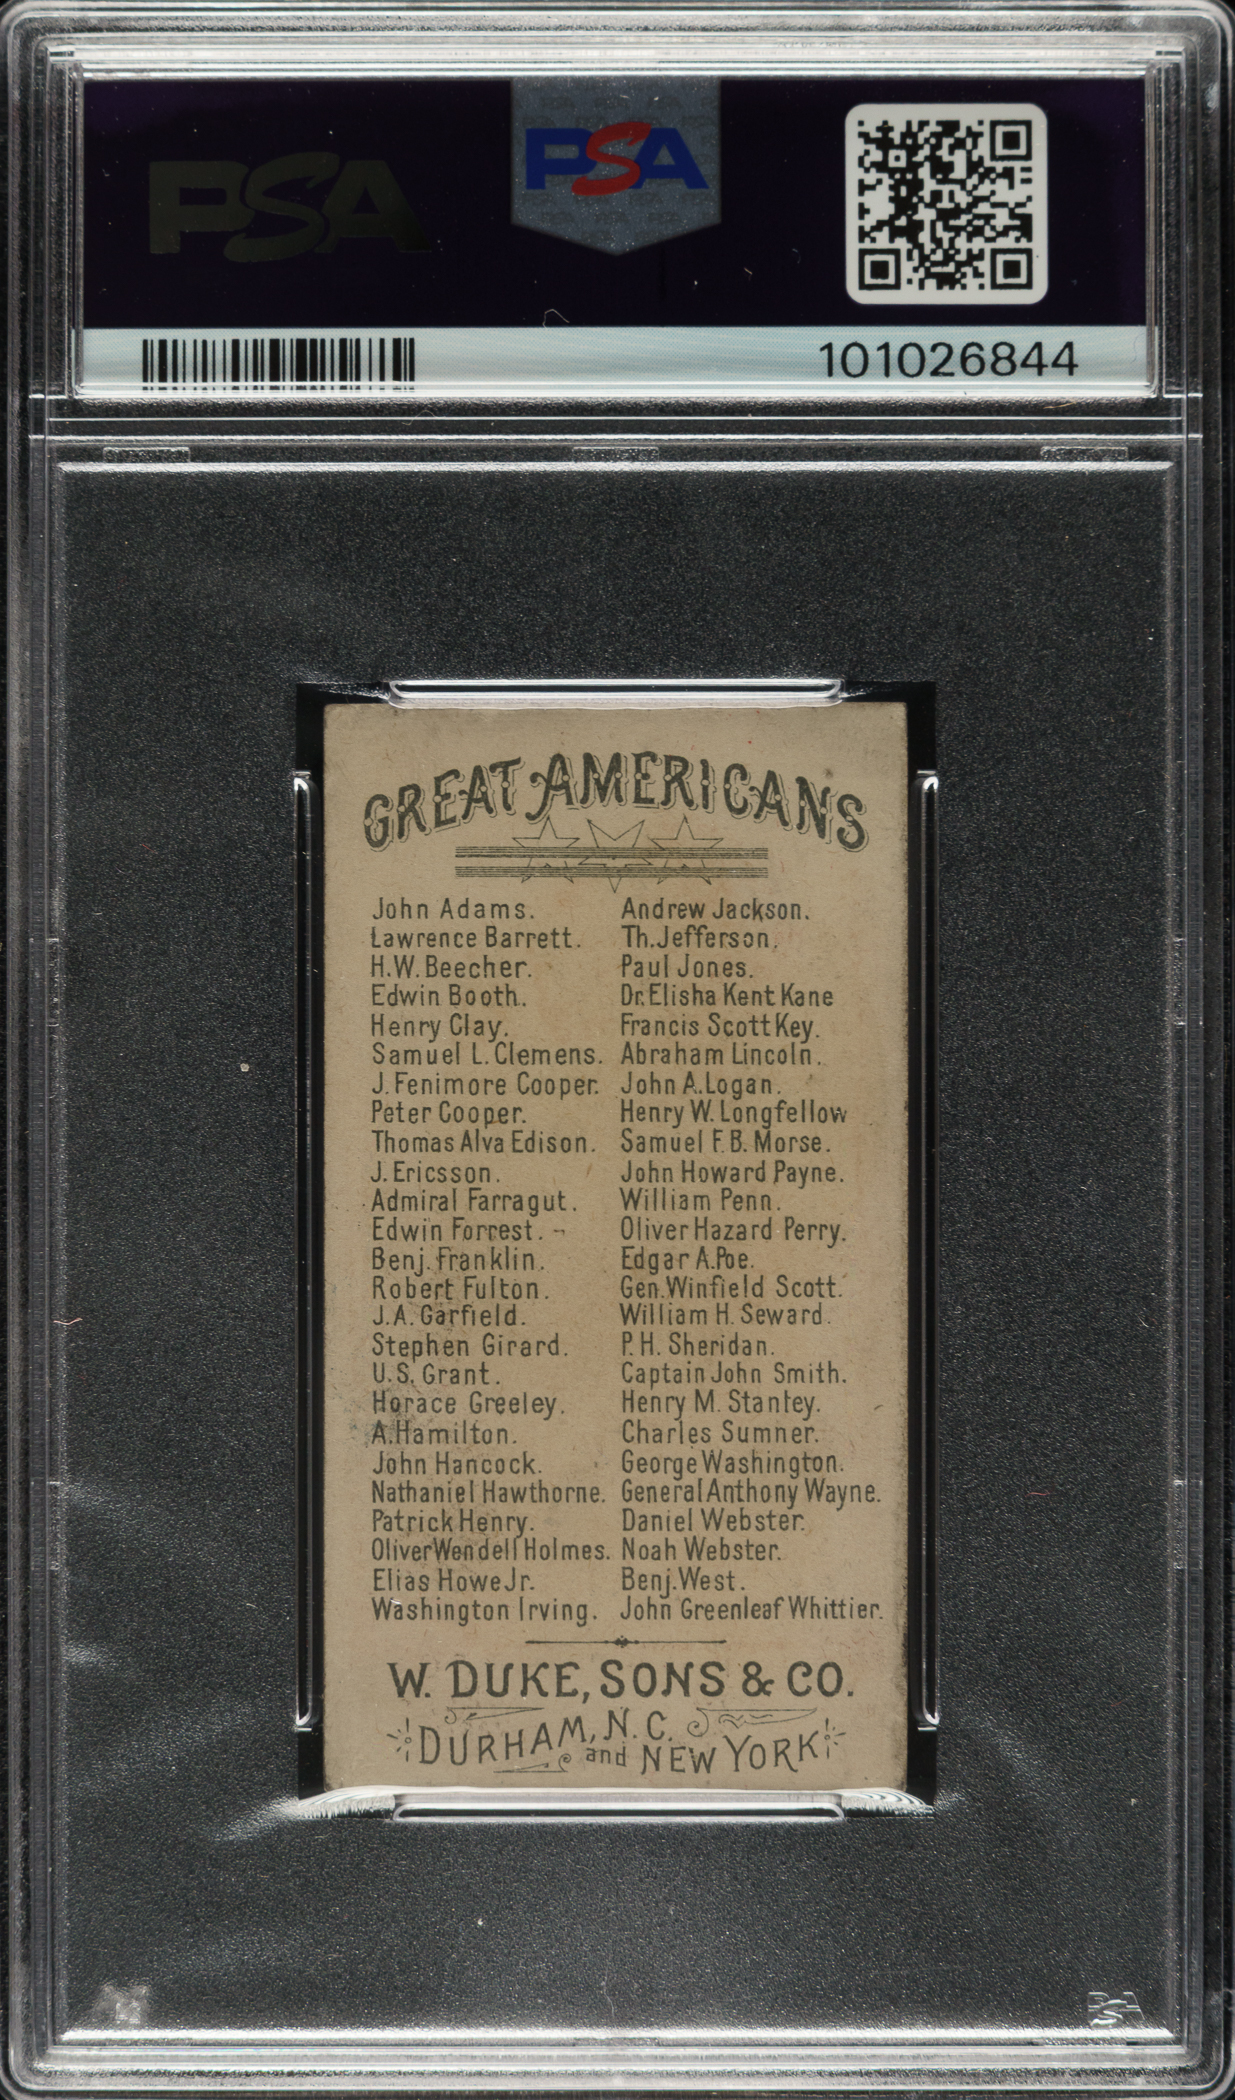 PSA
PSA
101026844
GREAT AMERICANS
John Adams. Andrew Jackson.
Lawrence Barrett. Th. Jefferson.
H.W. Beecher. Paul Jones.
Edwin Booth. Dr. Elisha Kent Kane
Henry Clay. Francis Scott Key.
Samuel L. Clemens. Abraham Lincoln.
J. Fenimore Cooper. John A. Logan.
Peter Cooper. Henry W. Longfellow
Thomas Alva Edison. Samuel F.B. Morse.
J. Ericsson. John Howard Payne.
Admiral Farragut. William Penn.
Edwin Forrest. Oliver Hazard Perry.
Benj. Franklin. Edgar A. Poe.
Robert Fulton. Gen. Winfield Scott.
J.A. Garfield. William H. Seward.
Stephen Girard. P.H. Sheridan.
U.S. Grant. Captain John Smith.
Horace Greeley. Henry M. Stanley.
A. Hamilton. Charles Sumner.
John Hancock. George Washington.
Nathaniel Hawthorne. General Anthony Wayne.
Patrick Henry. Daniel Webster.
Oliver Wendell Holmes. Noah Webster.
Elias Howe Jr. Benj. West.
Washington Irving. John Greenleaf Whittier.
W. DUKE, SONS & CO.
DURHAM, N.C.
and NEW YORK
PSA